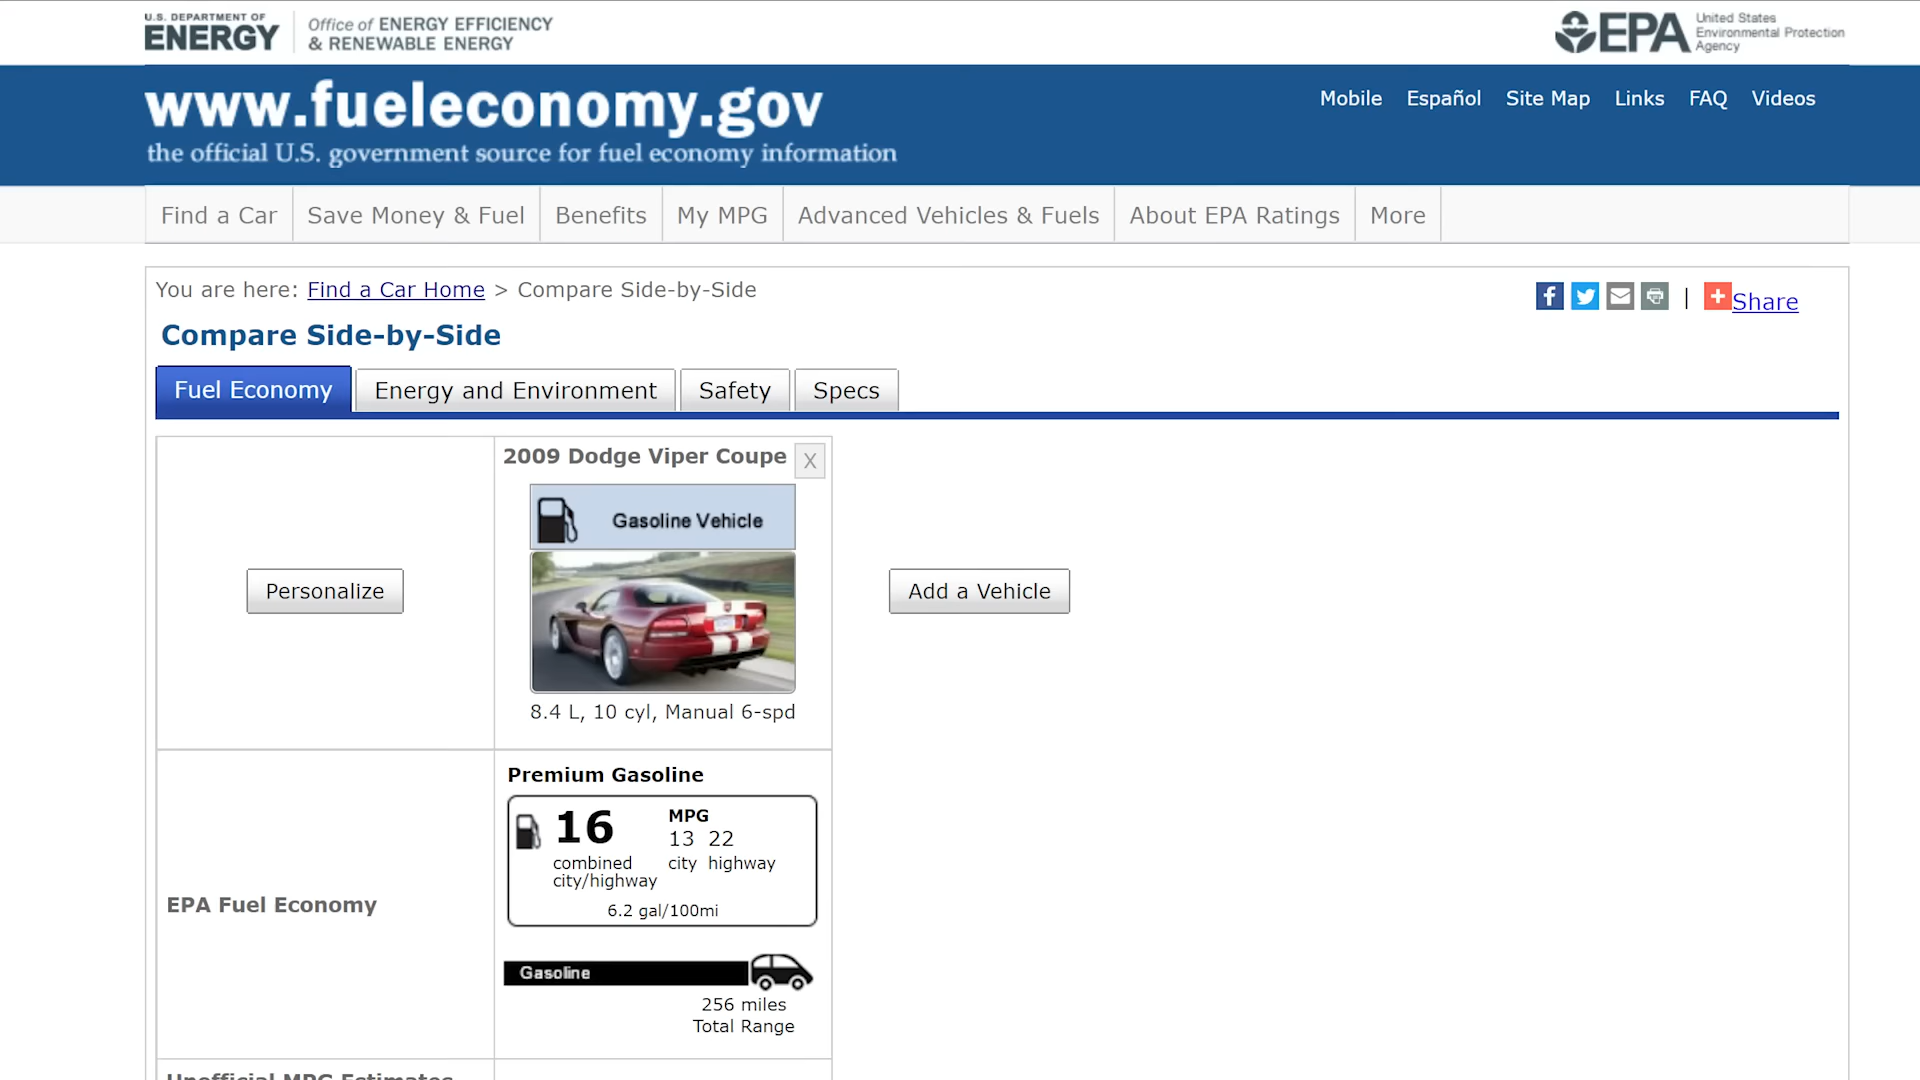 U.S. DEPARTMENT OF
ENERGY
Office of ENERGY EFFICIENCY
& RENEWABLE ENERGY
EPA
United States
Environmental Protection
Agency
www.fueleconomy.gov
the official U.S. government source for fuel economy information
Mobile Español Site Map Links FAQ Videos
Find a Car Save Money & Fuel Benefits My MPG Advanced Vehicles & Fuels About EPA Ratings More
You are here: Find a Car Home > Compare Side-by-Side
| Share
Compare Side-by-Side
Fuel Economy Energy and Environment Safety Specs
2009 Dodge Viper Coupe X
Gasoline Vehicle
Personalize
Add a Vehicle
8.4 L, 10 cyl, Manual 6-spd
EPA Fuel Economy
Premium Gasoline
16 MPG
13 22
combined city highway
city/highway
6.2 gal/100mi
Gasoline
256 miles
Total Range
Unofficial MPG Estimates